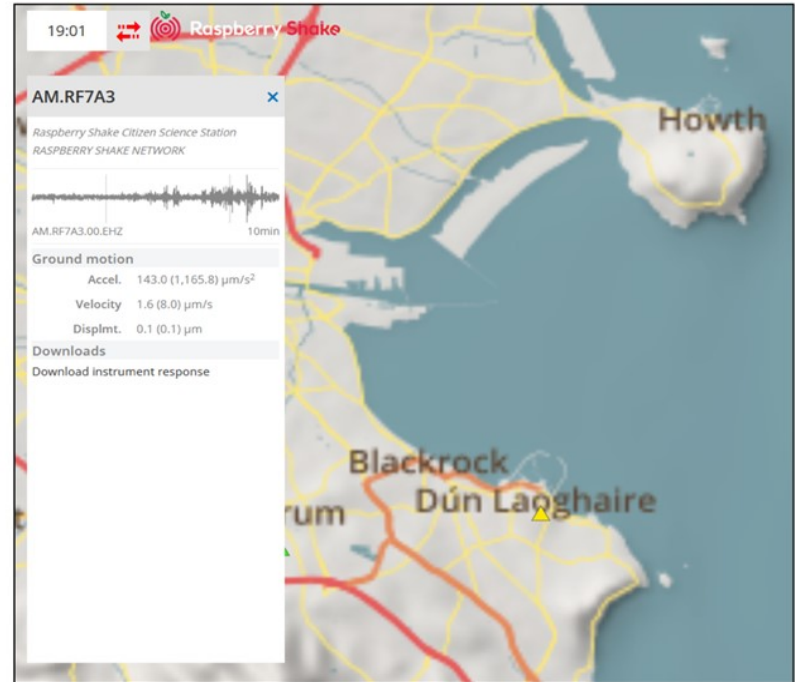 19:01
Raspberry Shake
AM.RF7A3
×
Raspberry Shake Citizen Science Station
RASPBERRY SHAKE NETWORK
AM.RF7A3.00.EHZ 10min
Ground motion
Accel. 143.0 (1,165.8) µm/s²
Velocity 1.6 (8.0) µm/s
Displmt. 0.1 (0.1) µm
Downloads
Download instrument response
Howth
Blackrock
Dún Laoghaire
rum